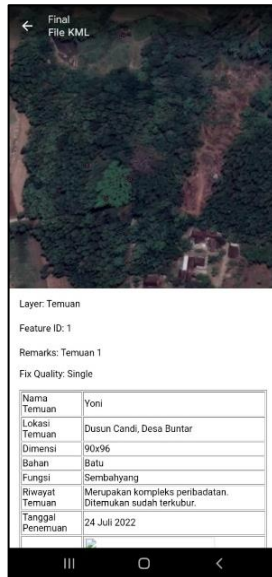 Final
File KML
Layer: Temuan
Feature ID: 1
Remarks: Temuan 1
Fix Quality: Single
Nama Temuan Yoni
Lokasi Temuan Dusun Candi, Desa Buntar
Dimensi 90x96
Bahan Batu
Fungsi Sembahyang
Riwayat Temuan Merupakan kompleks peribadatan. Ditemukan sudah terkubur.
Tanggal Penemuan 24 Juli 2022